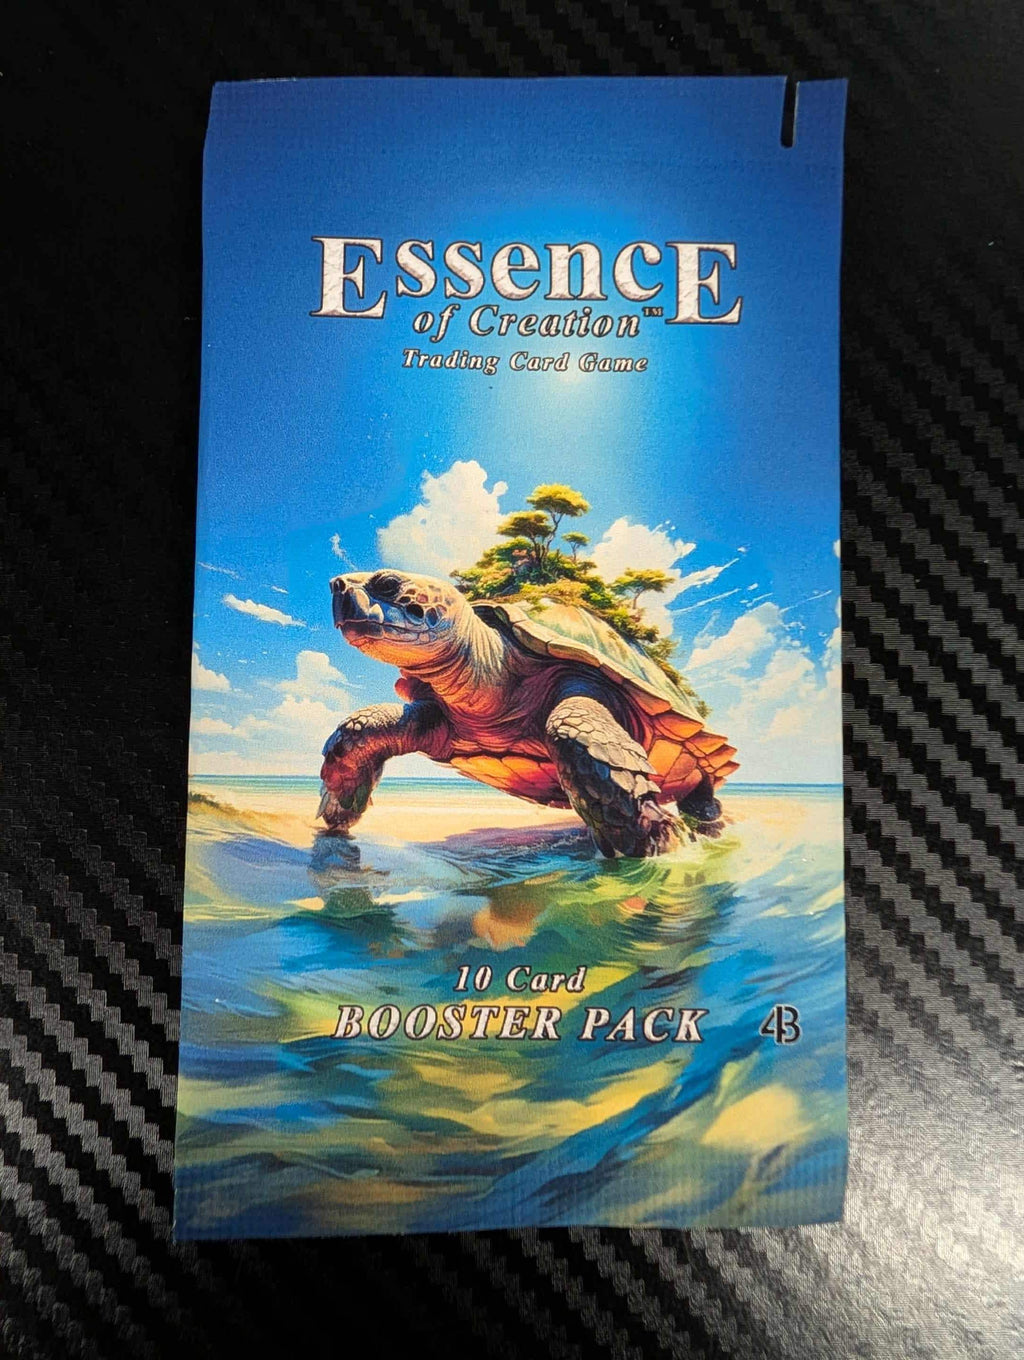 EssencE
of Creation™
Trading Card Game
10 Card
BOOSTER PACK
4B